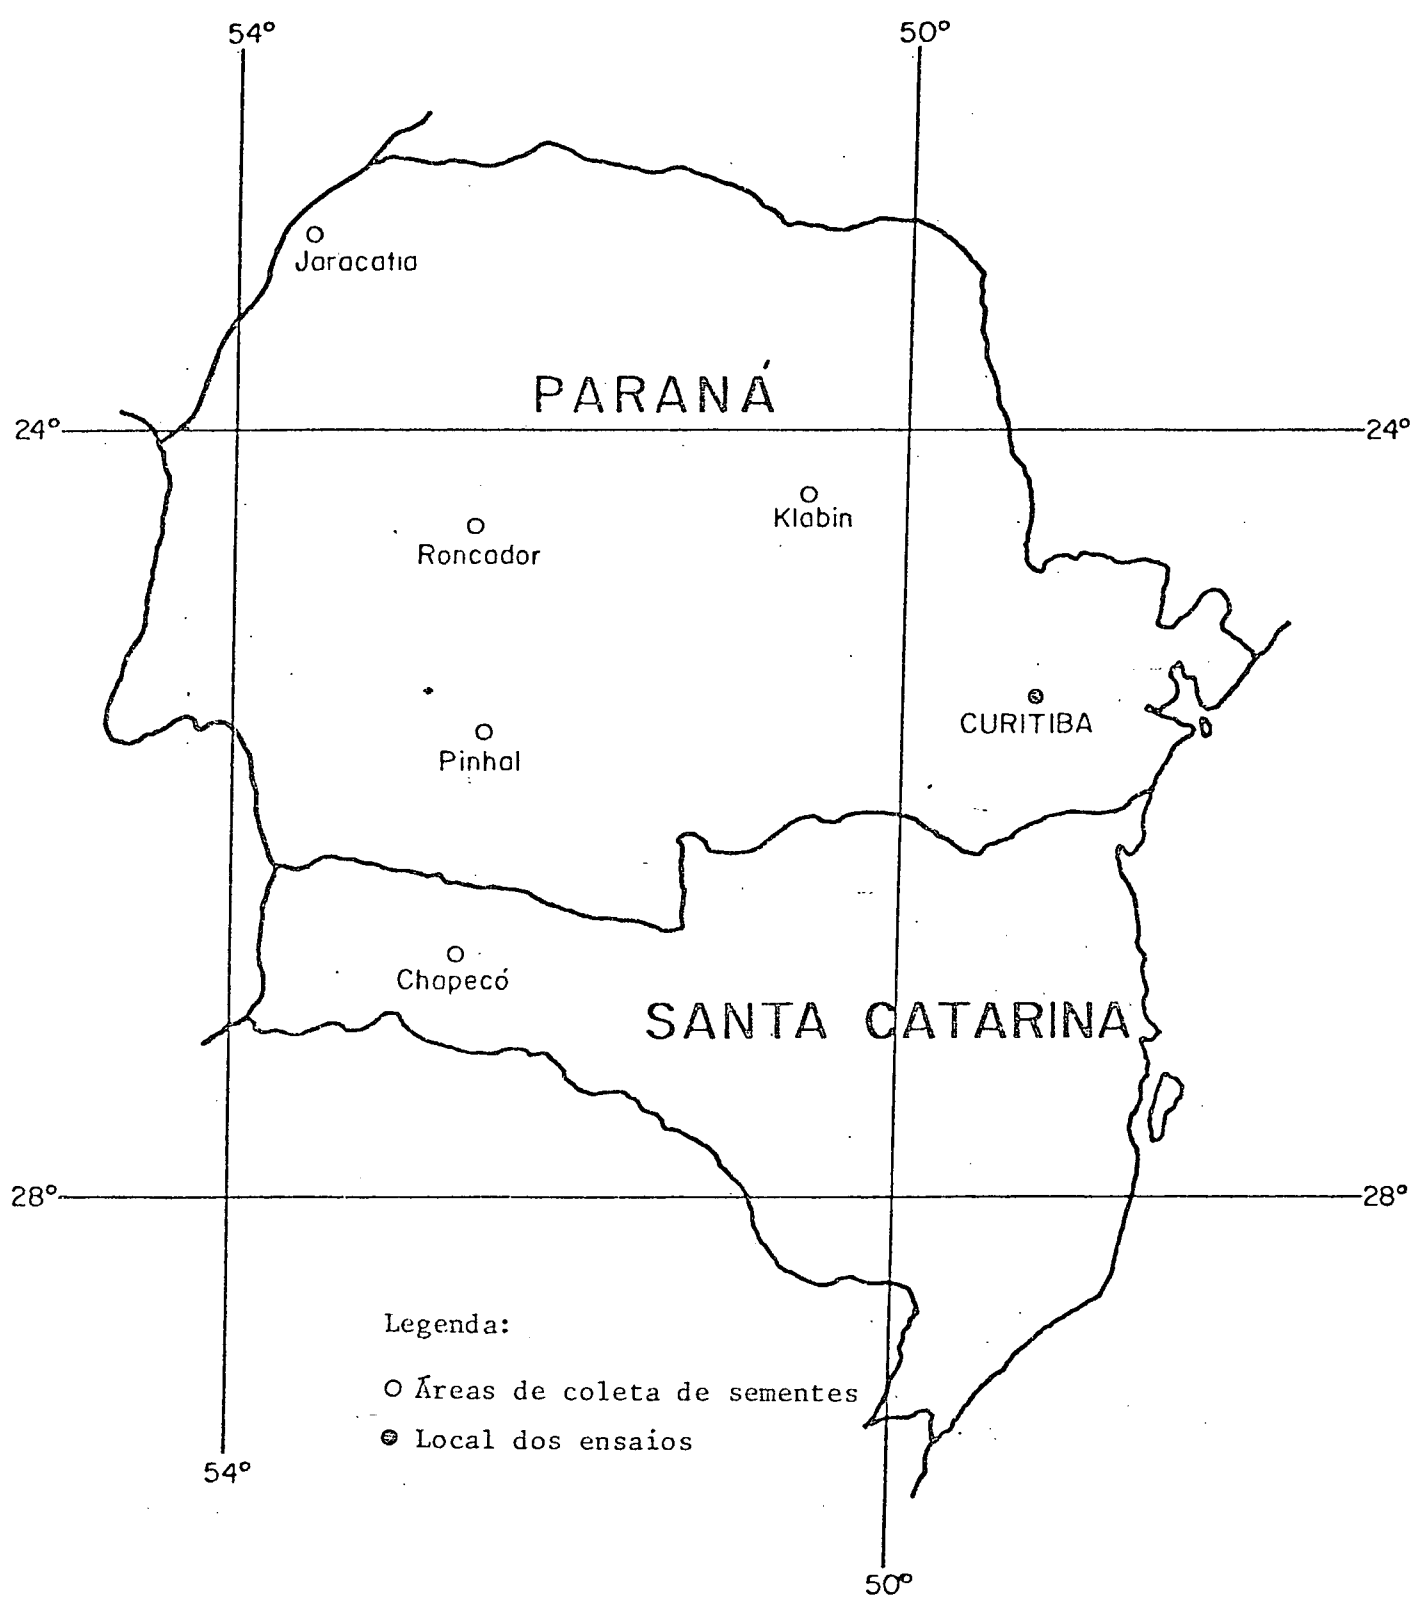 54° 50°
Jaracatia
PARANÁ
24° 24°
Klabin
Roncador
CURITIBA
Pinhal
Chapecó
SANTA CATARINA
28° 28°
Legenda:
Áreas de coleta de sementes
Local dos ensaios
54°
50°